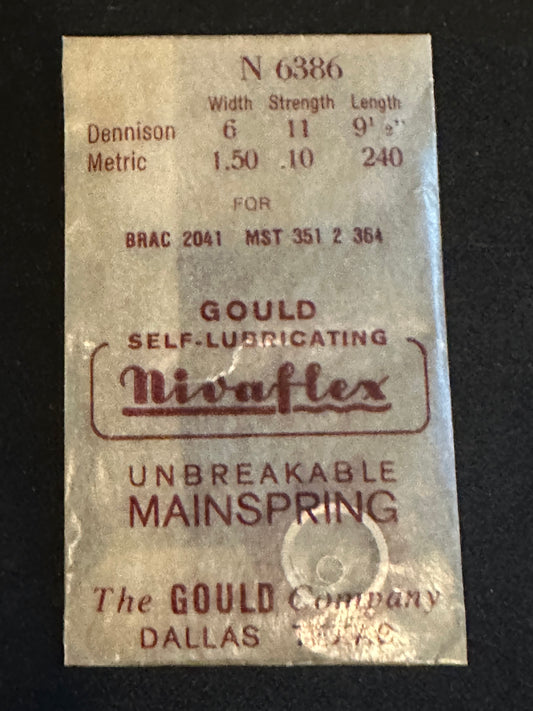 N 6386
Width Strength Length
Dennison 6 11 9½"
Metric 1.50 .10 240
FOR
BRAC 2041 MST 351 2 364
GOULD
SELF-LUBRICATING
Nivaflex
UNBREAKABLE
MAINSPRING
The GOULD Company
DALLAS